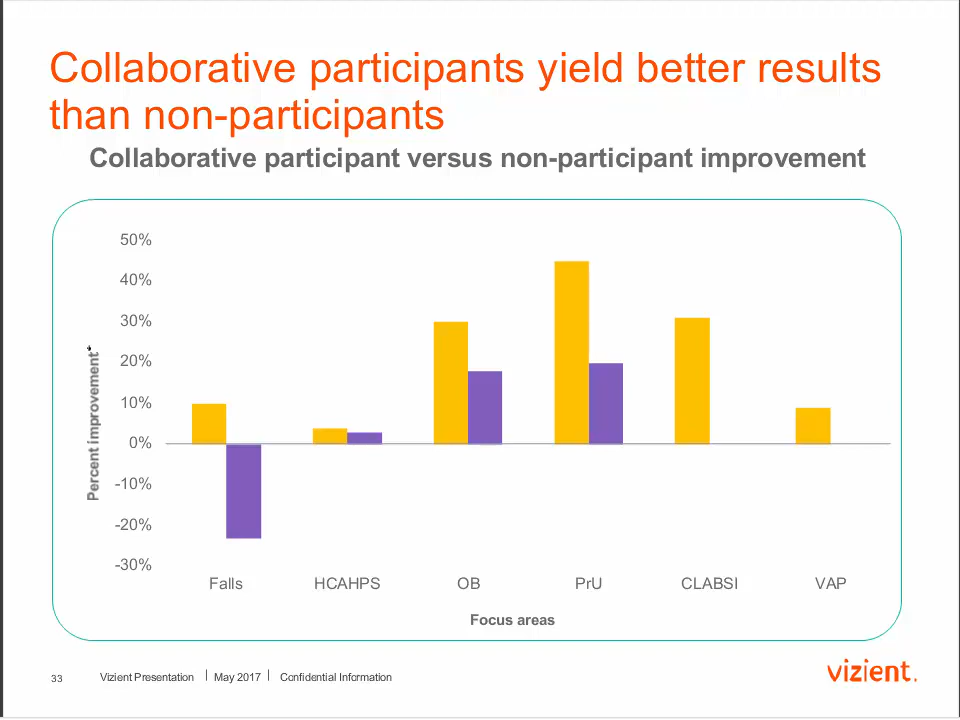 Collaborative participants yield better results
than non-participants
Collaborative participant versus non-participant improvement
50%
40%
30%
20%
10%
0%
-10%
-20%
-30%
Percent improvement*
Falls HCAHPS OB PrU CLABSI VAP
Focus areas
33 Vizient Presentation | May 2017 | Confidential Information
vizient.